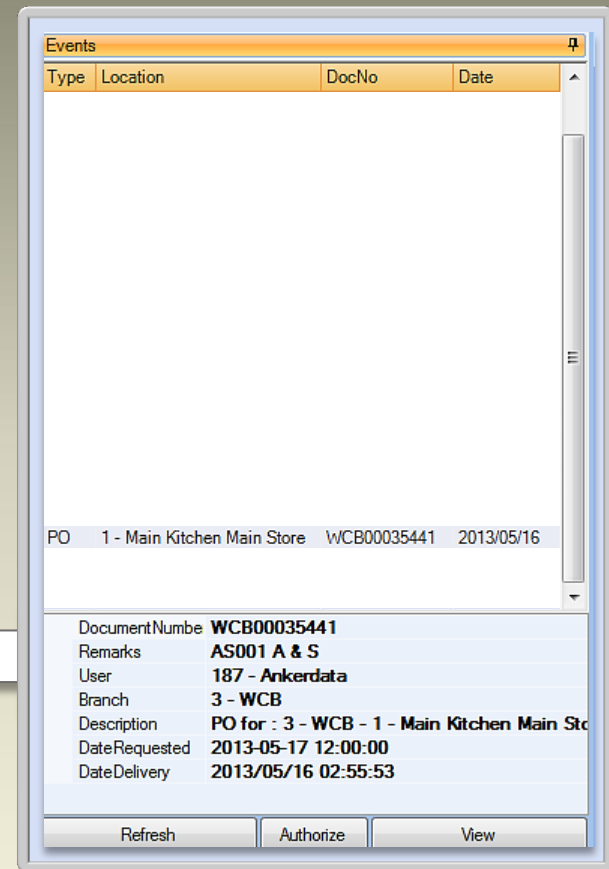 Events
Type Location DocNo Date
PO 1 - Main Kitchen Main Store WCB00035441 2013/05/16
DocumentNumbe WCB00035441
Remarks AS001 A & S
User 187 - Ankerdata
Branch 3 - WCB
Description PO for : 3 - WCB - 1 - Main Kitchen Main Sto
DateRequested 2013-05-17 12:00:00
DateDelivery 2013/05/16 02:55:53
Refresh Authorize View